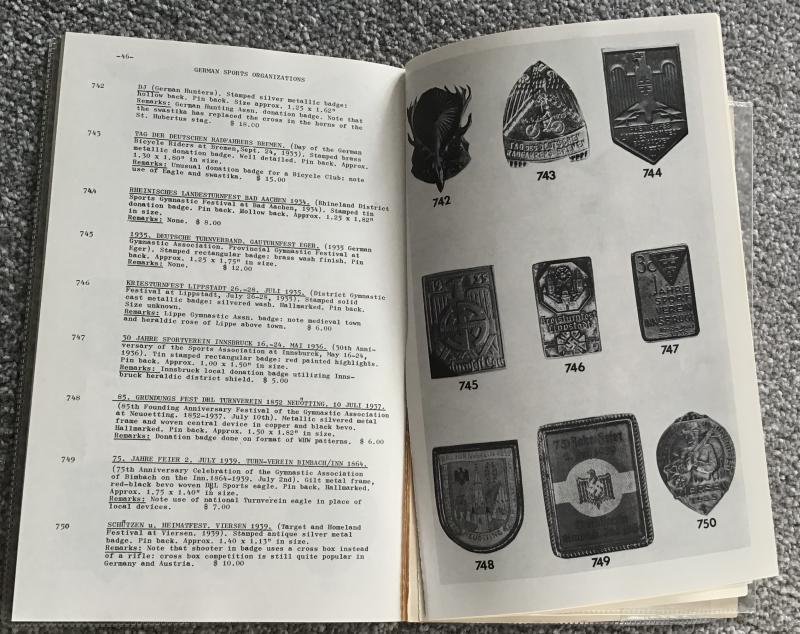 -46-
GERMAN SPORTS ORGANIZATIONS
742
DJ (German Hunters). Stamped silver metallic badge:
hollow back. Pin back. Size approx. 1.25 x 1.62"
Remarks: German Hunting Assn. donation badge. Note that
the swastika has replaced the cross in the horns of the
St. Hubertus stag. $ 18.00
743
TAG DER DEUTSCHEN RADFAHRERS BREMEN. (Day of the German
Bicycle Riders at Bremen,Sept. 24, 1933). Stamped brass
metallic donation badge. Well detailed. Pin back. Approx.
1.30 x 1.80" in size.
Remarks: Unusual donation badge for a Bicycle Club: note
use of Eagle and swastika. $ 15.00
744
RHEINISCHES LANDESTURNFEST BAD AACHEN 1934. (Rhineland District
Sports Gymnastic Festival at Bad Aachen, 1934). Stamped tin
donation badge. Pin back. Hollow back. Approx. 1.25 x 1.82"
in size.
Remarks: None. $ 8.00
745
1935. DEUTSCHE TURNVERBAND. GAUTURNFEST EGER. (1935 German
Gymnastic Association. Provincial Gymnastic Festival at
Eger). Stamped rectangular badge: brass wash finish. Pin
back. Approx. 1.25 x 1.75" in size.
Remarks: None. $ 12.00
746
KRIESTURNFEST LIPPSTADT 26.-28. JULI 1935. (District Gymnastic
Festival at Lippstadt, July 26-28, 1935). Stamped solid
cast metallic badge: silvered wash. Hallmarked, Pin back.
Size unknown.
Remarks: Lippe Gymnastic Assn. badge: note medieval town
and heraldic rose of Lippe above town. $ 6.00
747
30 JAHRE SPORTVEREIN INNSBRUCK 16.-24. MAI 1936. (30th Anni-
versary of the Sports Association at Innsburck, May 16-24,
1936). Tin stamped rectangular badge: red painted highlights.
Pin back. Approx. 1.00 x 1.50" in size.
Remarks: Innsbruck local donation badge utilizing Inns-
bruck heraldic district shield. $ 5.00
748
85. GRUNDUNGS FEST DRL TURNVEREIN 1852 NEUÖTTING. 10 JULI 1937.
(85th Founding Anniversary Festival of the Gymnastic Association
at Neuoetting. 1852-1937. July 10th). Metallic silvered metal
frame and woven central device in copper and black bevo.
Hallmarked, Pin back. Approx. 1.50 x 1.82" in size.
Remarks: Donation badge done on format of WHW patterns. $ 6.00
749
75. JAHRE FEIER 2. JULY 1939. TURN-VEREIN BIMBACH/INN 1864.
(75th Anniversary Celebration of the Gymnastic Association
of Bimbach on the Inn.1864-1939. July 2nd). Gilt metal frame,
red-black bevo woven DRL Sports eagle. Pin back. Hallmarked.
Approx. 1.75 x 1.40" in size.
Remarks: Note use of national Turnverein eagle in place of
local devices. $ 7.00
750
SCHÜTZEN u. HEIMATFEST. VIERSEN 1939. (Target and Homeland
Festival at Viersen. 1939). Stamped antique silver metal
badge. Pin back. Approx. 1.40 x 1.13" in size.
Remarks: Note that shooter in badge uses a cross box instead
of a rifle: cross box competition is still quite popular in
Germany and Austria. $ 10.00
742
TAG DES DEUTSCHEN
743
744
1935
745
Lippstadt
746
JAHRE
747
748
75 Jahr-Feier
749
750